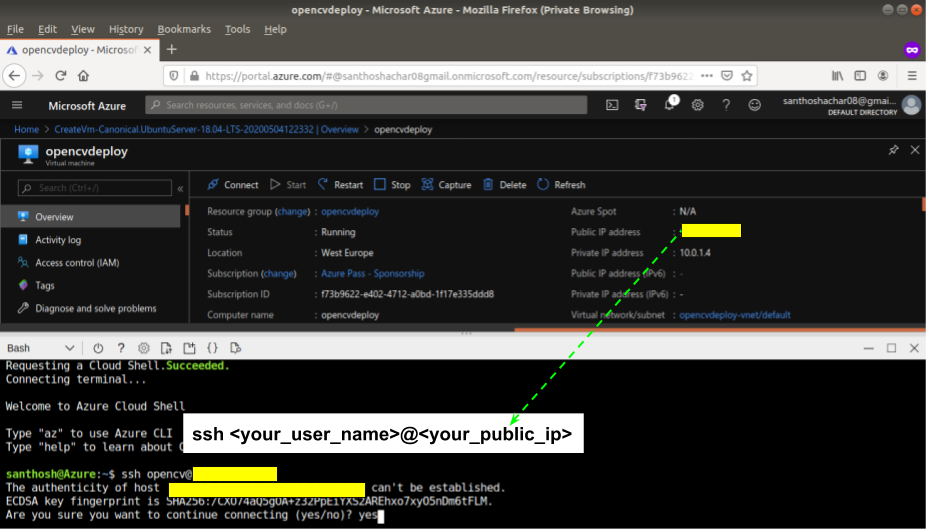 opencvdeploy - Microsoft Azure - Mozilla Firefox (Private Browsing)
File Edit View History Bookmarks Tools Help
opencvdeploy - Microsof
https://portal.azure.com/#@santhoshachar08gmail.onmicrosoft.com/resource/subscriptions/f73b9622
Microsoft Azure
Search resources, services, and docs (G+/)
1
santhoshachar08@gmai...
DEFAULT DIRECTORY
Home > CreateVm-Canonical.UbuntuServer-18.04-LTS-20200504122332 | Overview > opencvdeploy
opencvdeploy
Virtual machine
Search (Ctrl+/)
«
Connect Start Restart Stop Capture Delete Refresh
Overview
Activity log
Access control (IAM)
Tags
Diagnose and solve problems
Resource group (change) : opencvdeploy
Status : Running
Location : West Europe
Subscription (change) : Azure Pass - Sponsorship
Subscription ID : f73b9622-e402-4712-a0bd-1f17e335ddd8
Computer name : opencvdeploy
Azure Spot : N/A
Public IP address :
Private IP address : 10.0.1.4
Public IP address (IPv6) : -
Private IP address (IPv6) : -
Virtual network/subnet : opencvdeploy-vnet/default
Bash
Requesting a Cloud Shell.Succeeded.
Connecting terminal...
Welcome to Azure Cloud Shell
Type "az" to use Azure CLI
Type "help" to learn about C
ssh <your_user_name>@<your_public_ip>
santhosh@Azure:~$ ssh opencv@
The authenticity of host can't be established.
ECDSA key fingerprint is
Are you sure you want to continue connecting (yes/no)? yes